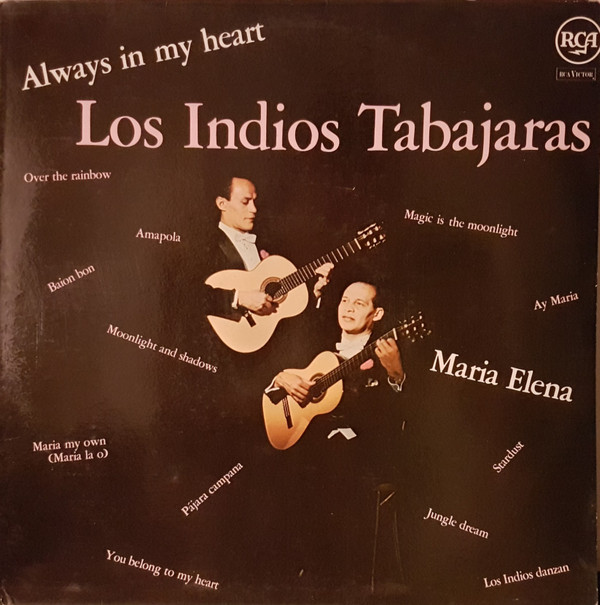 Always in my heart
RCA
RCA VICTOR
Los Indios Tabajaras
Over the rainbow
Amapola
Magic is the moonlight
Baion bon
Ay Maria
Moonlight and shadows
Maria Elena
Maria my own
(María la o)
Stardust
Pájara campana
Jungle dream
You belong to my heart
Los Indios danzan